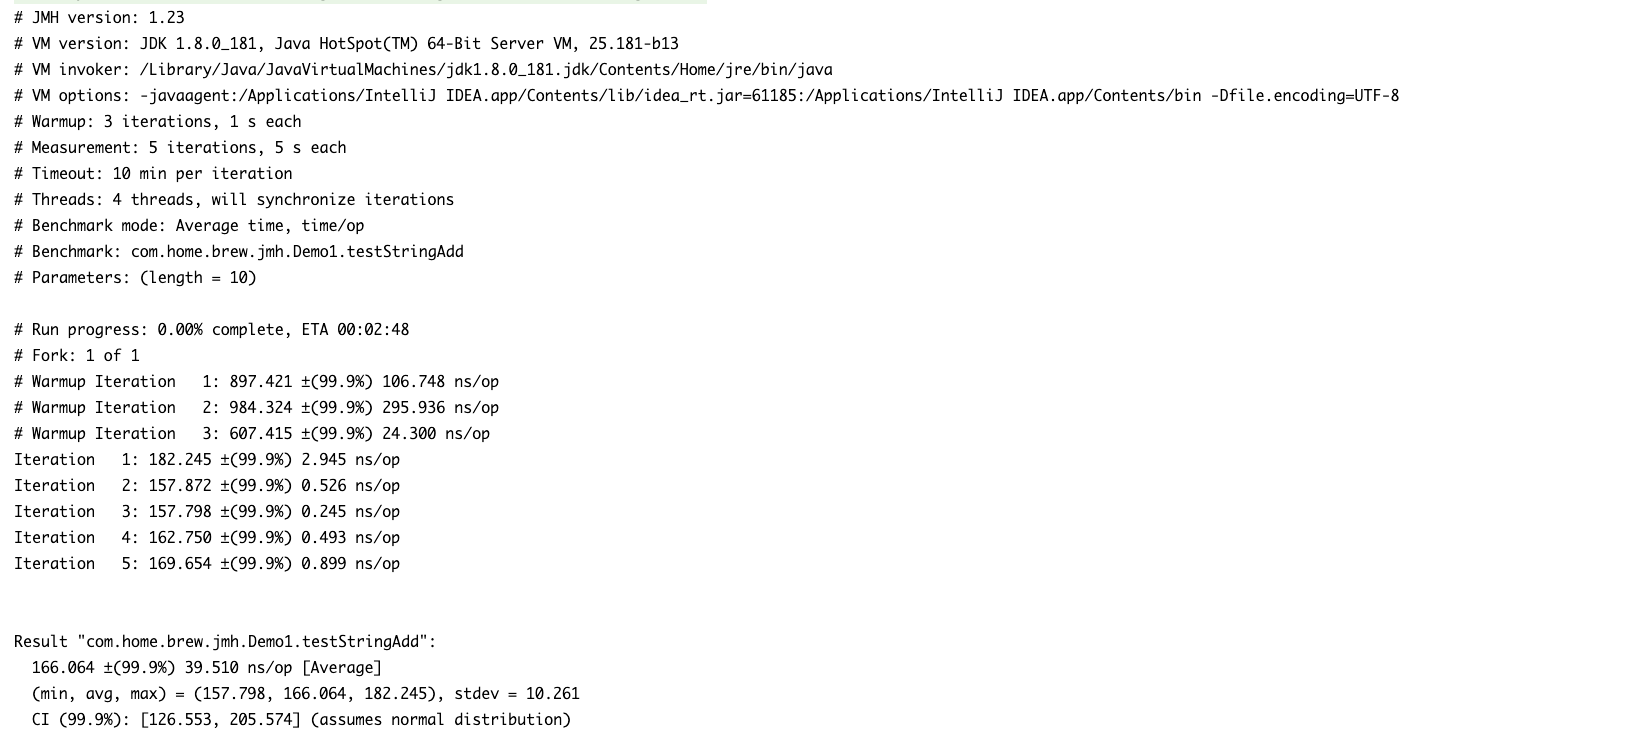 # JMH version: 1.23
# VM version: JDK 1.8.0_181, Java HotSpot(TM) 64-Bit Server VM, 25.181-b13
# VM invoker: /Library/Java/JavaVirtualMachines/jdk1.8.0_181.jdk/Contents/Home/jre/bin/java
# VM options: -javaagent:/Applications/IntelliJ IDEA.app/Contents/lib/idea_rt.jar=61185:/Applications/IntelliJ IDEA.app/Contents/bin -Dfile.encoding=UTF-8
# Warmup: 3 iterations, 1 s each
# Measurement: 5 iterations, 5 s each
# Timeout: 10 min per iteration
# Threads: 4 threads, will synchronize iterations
# Benchmark mode: Average time, time/op
# Benchmark: com.home.brew.jmh.Demo1.testStringAdd
# Parameters: (length = 10)

# Run progress: 0.00% complete, ETA 00:02:48
# Fork: 1 of 1
# Warmup Iteration   1: 897.421 ±(99.9%) 106.748 ns/op
# Warmup Iteration   2: 984.324 ±(99.9%) 295.936 ns/op
# Warmup Iteration   3: 607.415 ±(99.9%) 24.300 ns/op
Iteration   1: 182.245 ±(99.9%) 2.945 ns/op
Iteration   2: 157.872 ±(99.9%) 0.526 ns/op
Iteration   3: 157.798 ±(99.9%) 0.245 ns/op
Iteration   4: 162.750 ±(99.9%) 0.493 ns/op
Iteration   5: 169.654 ±(99.9%) 0.899 ns/op

Result "com.home.brew.jmh.Demo1.testStringAdd":
  166.064 ±(99.9%) 39.510 ns/op [Average]
  (min, avg, max) = (157.798, 166.064, 182.245), stdev = 10.261
  CI (99.9%): [126.553, 205.574] (assumes normal distribution)